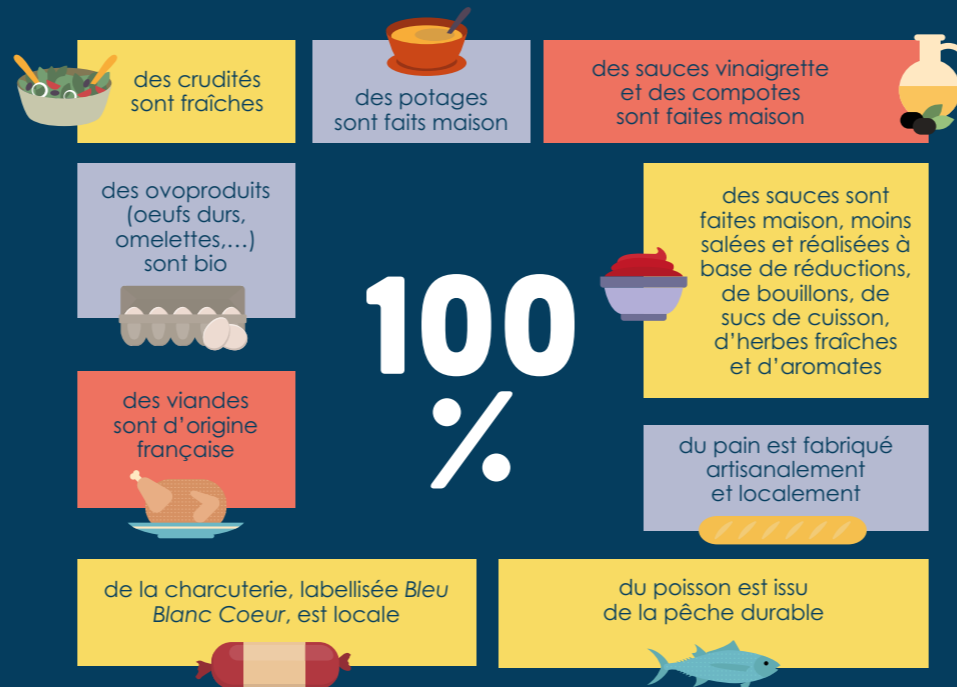 des crudités
sont fraîches
des potages
sont faits maison
des sauces vinaigrette
et des compotes
sont faites maison
des ovoproduits
(oeufs durs,
omelettes,...)
sont bio
100
%
des sauces sont
faites maison, moins
salées et réalisées à
base de réductions,
de bouillons, de
sucs de cuisson,
d'herbes fraîches
et d'aromates
des viandes
sont d'origine
française
du pain est fabriqué
artisanalement
et localement
de la charcuterie, labellisée Bleu
Blanc Coeur, est locale
du poisson est issu
de la pêche durable